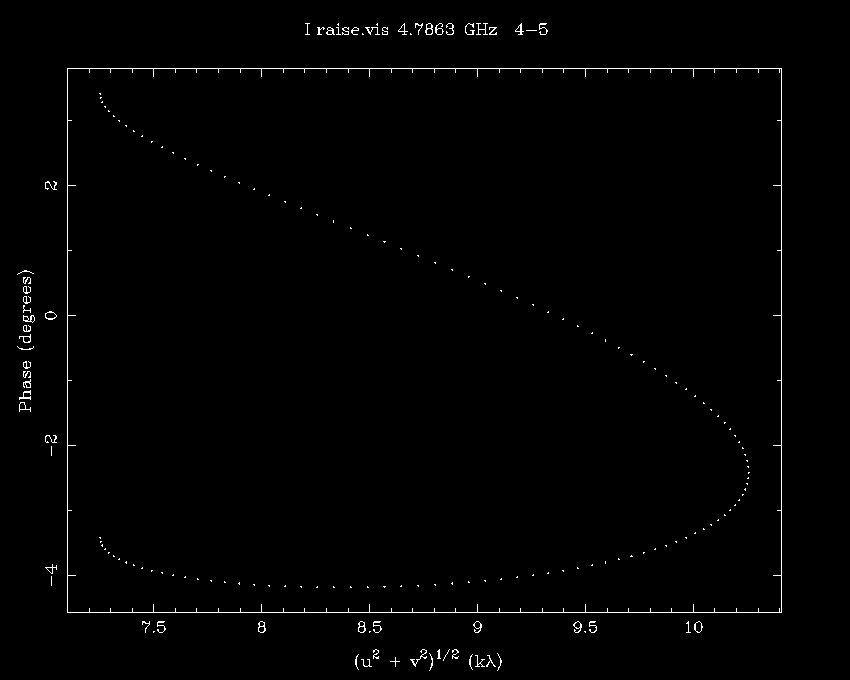 I raise.vis 4.7863 GHz 4−5
2
0
−2
−4
Phase (degrees)
7.5 8 8.5 9 9.5 10
(u² + v²)^1/2 (kλ)